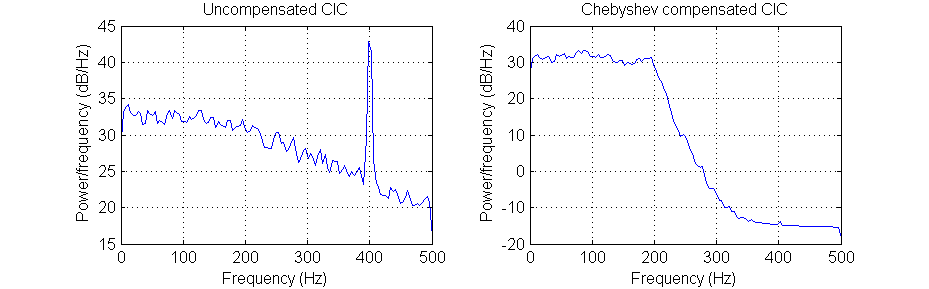 Uncompensated CIC
Power/frequency (dB/Hz)
45
40
35
30
25
20
15
0 100 200 300 400 500
Frequency (Hz)
Chebyshev compensated CIC
Power/frequency (dB/Hz)
40
30
20
10
0
-10
-20
0 100 200 300 400 500
Frequency (Hz)